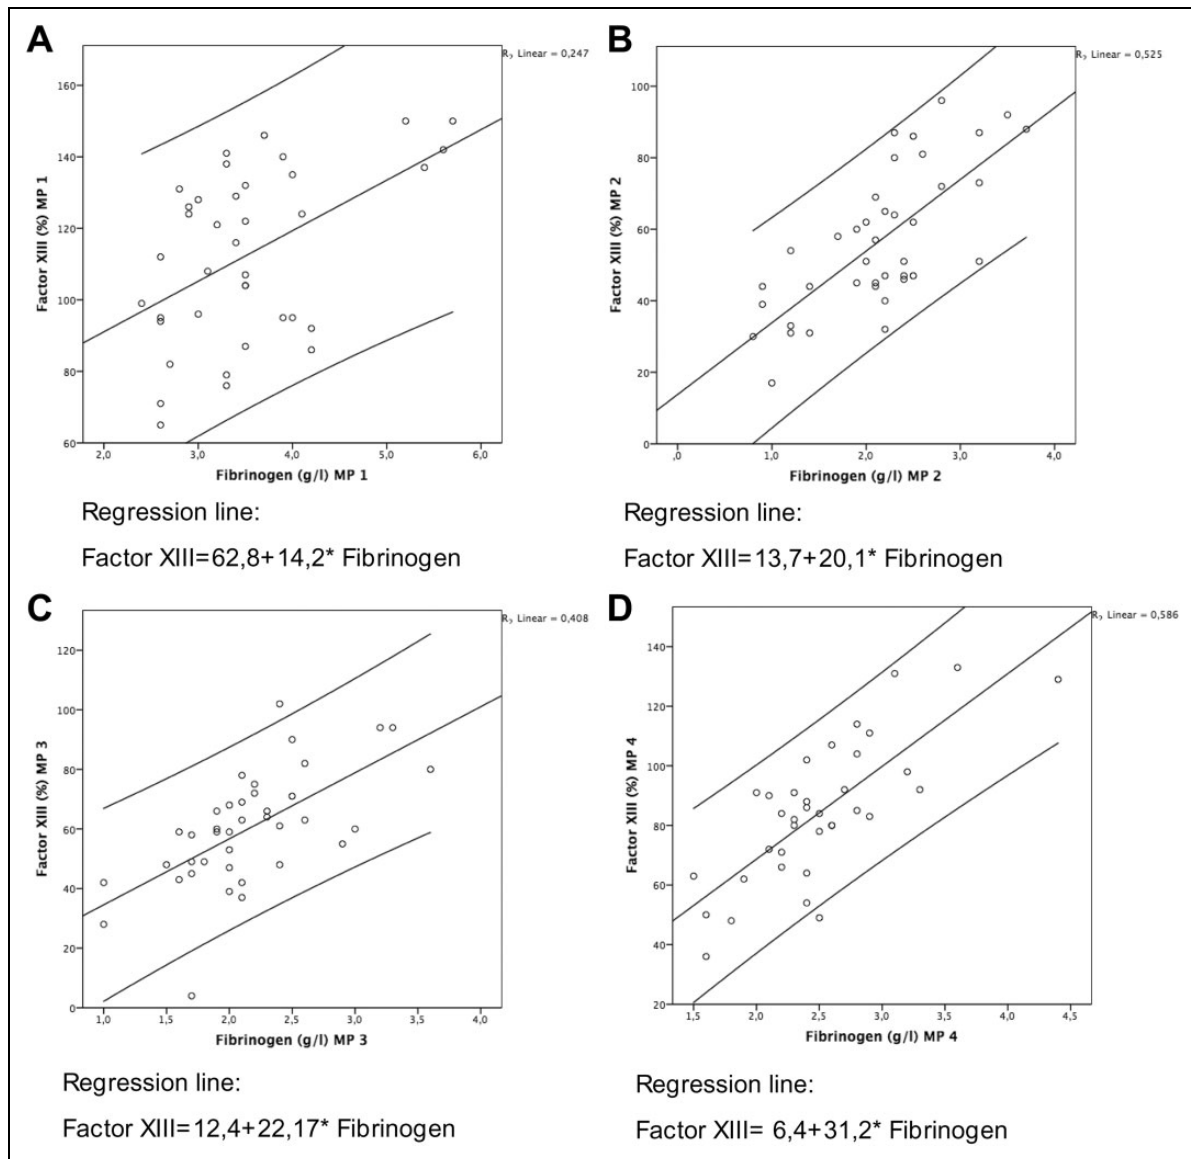 A
R₂ Linear = 0,247
Factor XIII (%) MP 1
160
140
120
100
80
60
2,0 3,0 4,0 5,0 6,0
Fibrinogen (g/l) MP 1
Regression line:
Factor XIII=62,8+14,2* Fibrinogen
B
R₂ Linear = 0,525
Factor XIII (%) MP 2
100
80
60
40
20
0
,0 1,0 2,0 3,0 4,0
Fibrinogen (g/l) MP 2
Regression line:
Factor XIII=13,7+20,1* Fibrinogen
C
R₂ Linear = 0,408
Factor XIII (%) MP 3
120
100
80
60
40
20
0
1,0 1,5 2,0 2,5 3,0 3,5 4,0
Fibrinogen (g/l) MP 3
Regression line:
Factor XIII=12,4+22,17* Fibrinogen
D
R₂ Linear = 0,586
Factor XIII (%) MP 4
140
120
100
80
60
40
20
1,5 2,0 2,5 3,0 3,5 4,0 4,5
Fibrinogen (g/l) MP 4
Regression line:
Factor XIII= 6,4+31,2* Fibrinogen